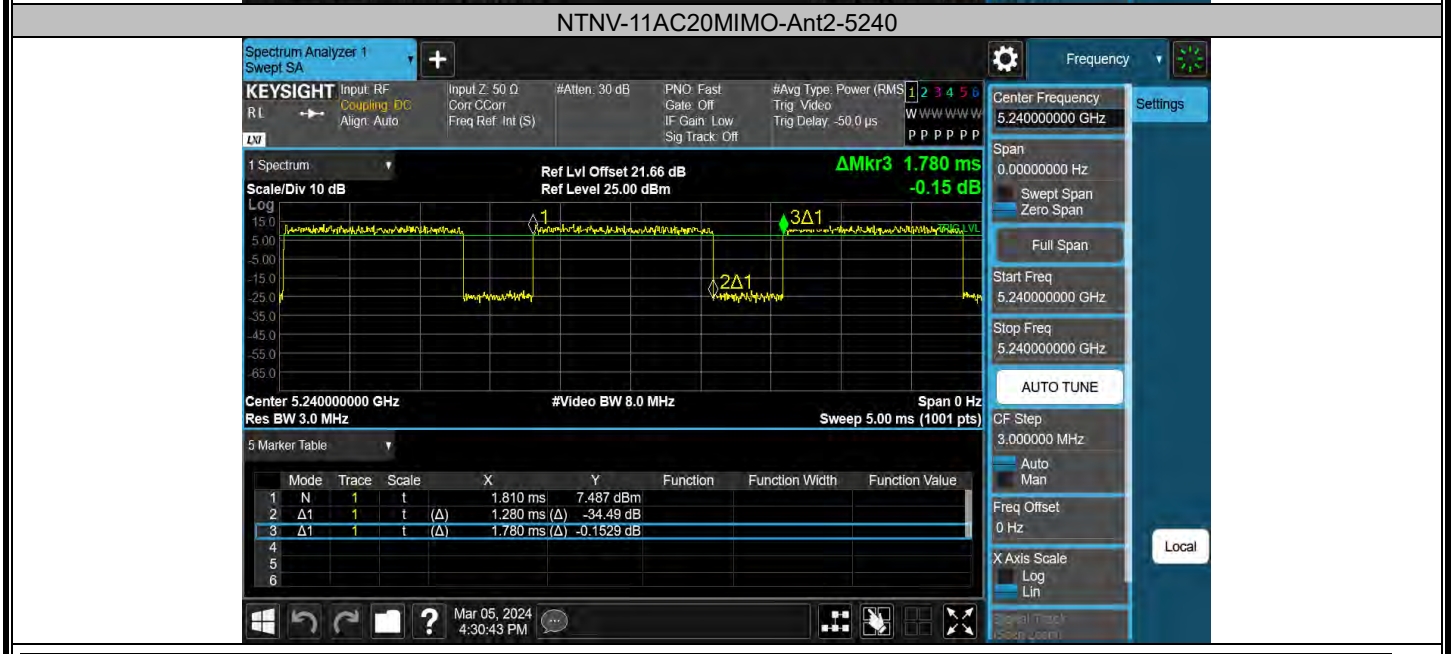 NTNV-11AC20MIMO-Ant2-5240
Spectrum Analyzer 1
Swept SA
+
Frequency
KEYSIGHT
RL
LXI
Input: RF
Coupling: DC
Align: Auto
Input Z: 50 Ω
Corr CCorr
Freq Ref: Int (S)
#Atten: 30 dB
PNO: Fast
Gate: Off
IF Gain: Low
Sig Track: Off
#Avg Type: Power (RMS
Trig: Video
Trig Delay: -50.0 µs
1 2 3 4 5 6
W W W W W W
P P P P P P
Center Frequency
5.240000000 GHz
Settings
1 Spectrum
Scale/Div 10 dB
Ref Lvl Offset 21.66 dB
Ref Level 25.00 dBm
ΔMkr3 1.780 ms
-0.15 dB
Span
0.00000000 Hz
Swept Span
Zero Span
Log
15.0
5.00
-5.00
-15.0
-25.0
-35.0
-45.0
-55.0
-65.0
1
2Δ1
3Δ1
TRIG LVL
Full Span
Start Freq
5.240000000 GHz
Stop Freq
5.240000000 GHz
AUTO TUNE
Center 5.240000000 GHz
Res BW 3.0 MHz
#Video BW 8.0 MHz
Span 0 Hz
Sweep 5.00 ms (1001 pts)
CF Step
3.000000 MHz
Auto
Man
5 Marker Table
Mode Trace Scale X Y Function Function Width Function Value
1 N 1 t 1.810 ms 7.487 dBm
2 Δ1 1 t (Δ) 1.280 ms (Δ) -34.49 dB
3 Δ1 1 t (Δ) 1.780 ms (Δ) -0.1529 dB
4
5
6
Freq Offset
0 Hz
X Axis Scale
Log
Lin
Local
Signal Track
(Span Zoom)
?
Mar 05, 2024
4:30:43 PM